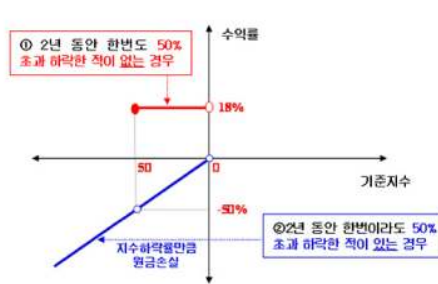 수익률
① 2년 동안 한번도 50%
초과 하락한 적이 없는 경우
18%
50
0
기준지수
-50%
②2년 동안 한번이라도 50%
초과 하락한 적이 있는 경우
지수하락률만큼
원금손실